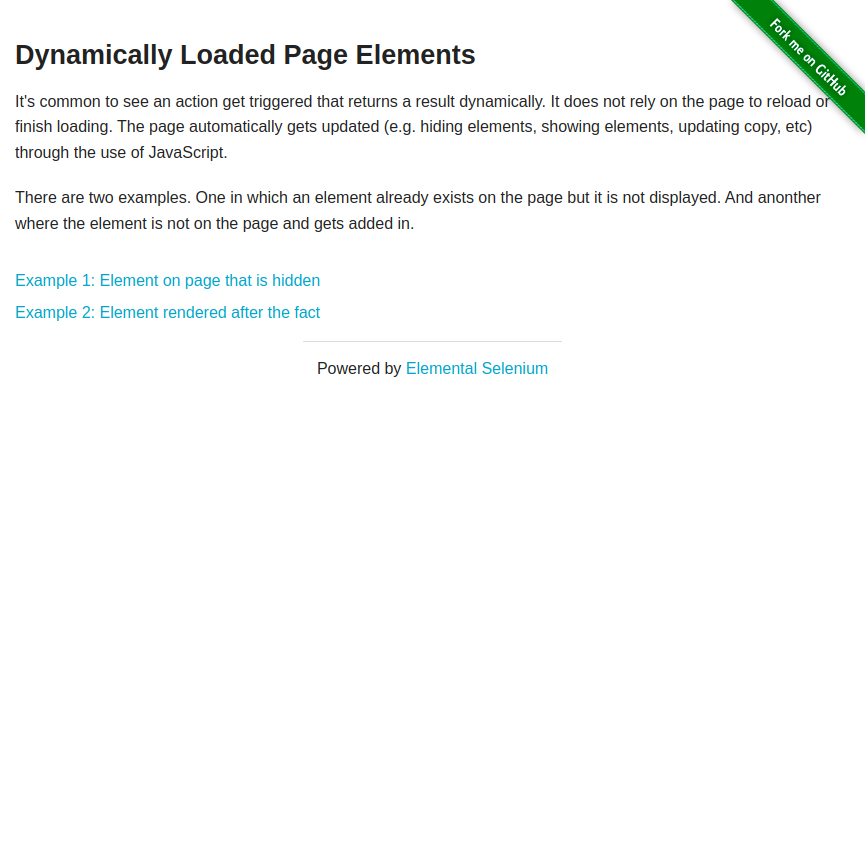 Fork me on GitHub
Dynamically Loaded Page Elements
It's common to see an action get triggered that returns a result dynamically. It does not rely on the page to reload or
finish loading. The page automatically gets updated (e.g. hiding elements, showing elements, updating copy, etc)
through the use of JavaScript.
There are two examples. One in which an element already exists on the page but it is not displayed. And anonther
where the element is not on the page and gets added in.
Example 1: Element on page that is hidden
Example 2: Element rendered after the fact
Powered by Elemental Selenium